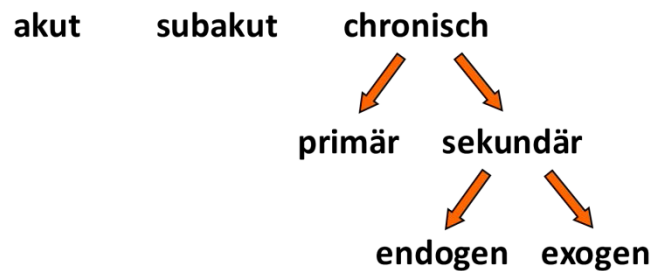 akut subakut chronisch
primär sekundär
endogen exogen